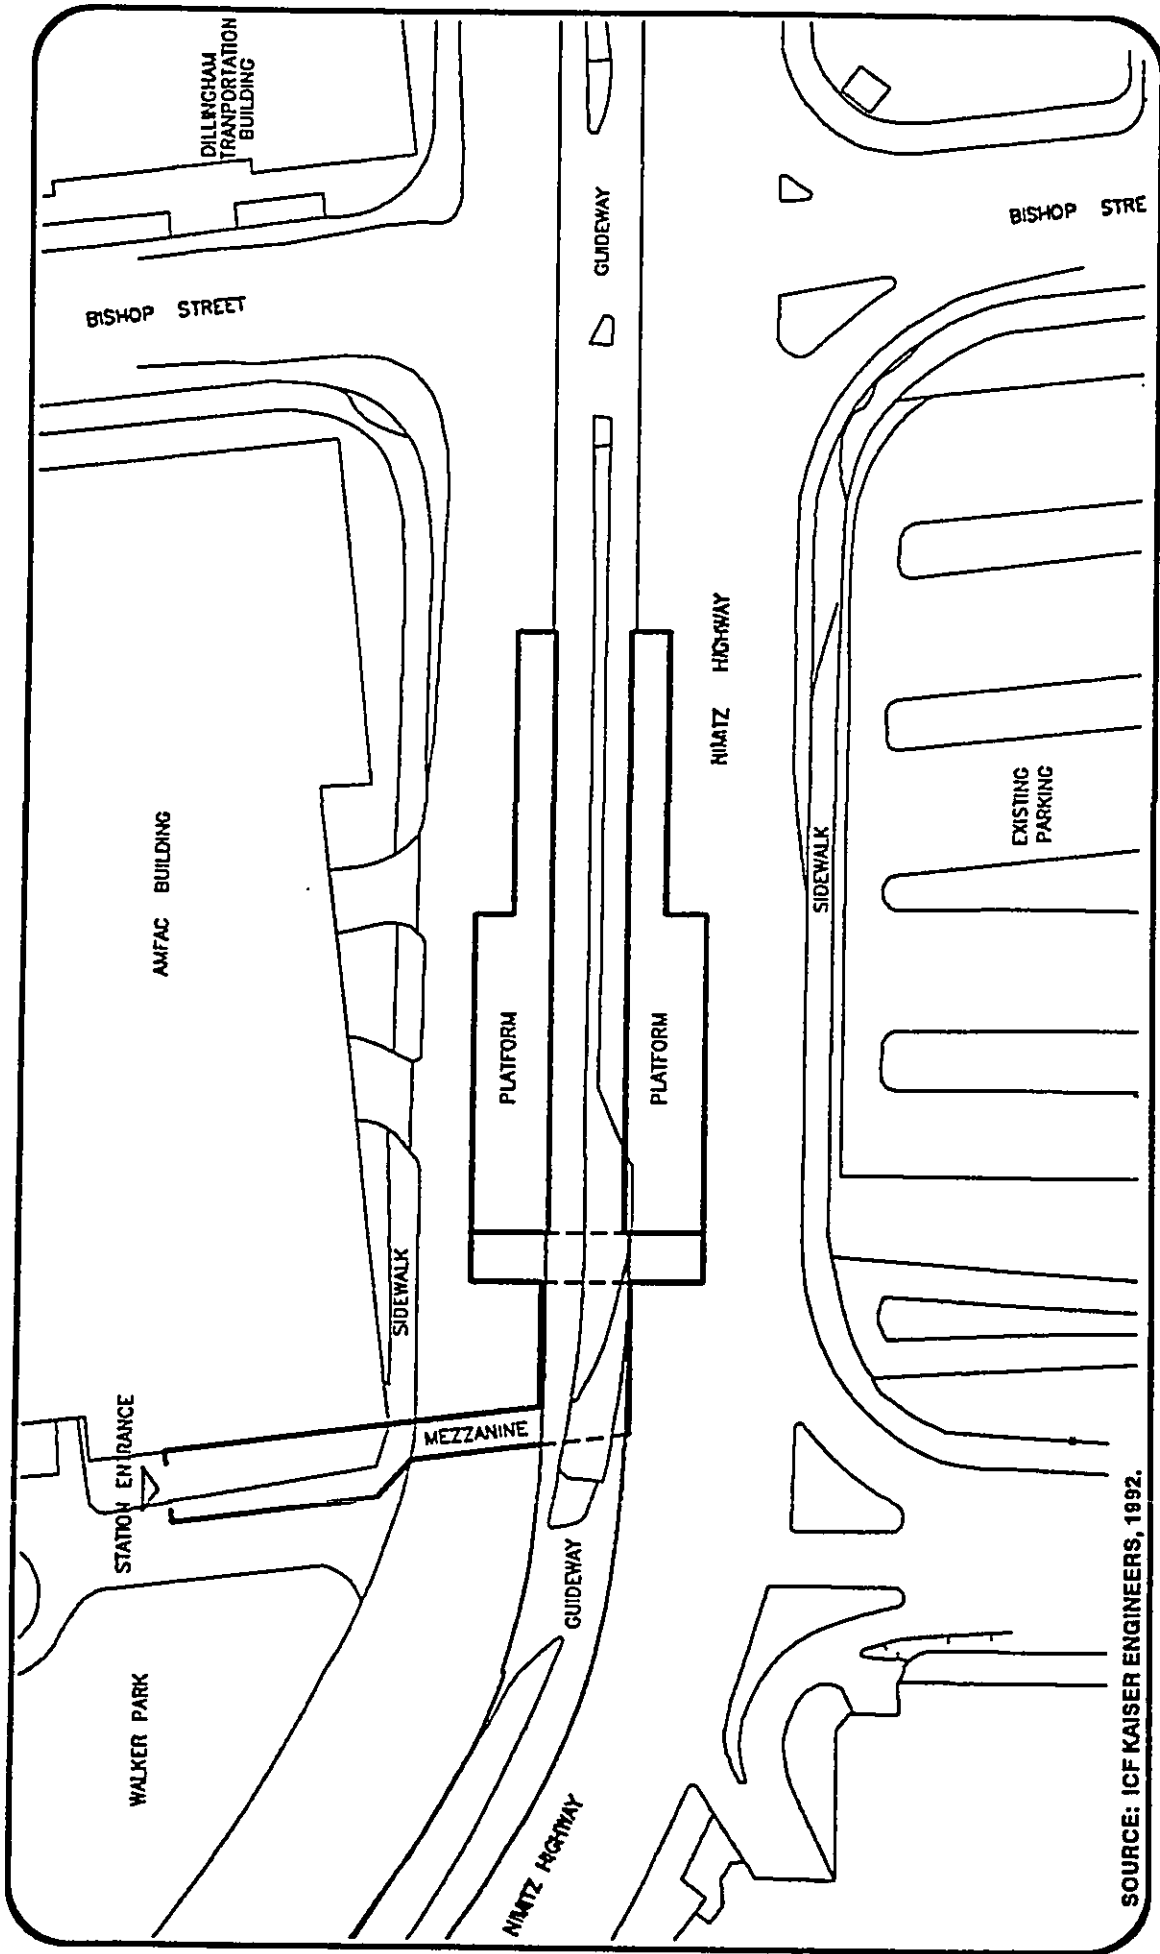 DILLINGHAM
TRANPORTATION
BUILDING
BISHOP STREET
GUIDEWAY
BISHOP STRE
AMFAC BUILDING
NIMITZ HIGHWAY
PLATFORM
PLATFORM
SIDEWALK
EXISTING
PARKING
SIDEWALK
STATION ENTRANCE
MEZZANINE
WALKER PARK
GUIDEWAY
NIMITZ HIGHWAY
SOURCE: ICF KAISER ENGINEERS, 1992.